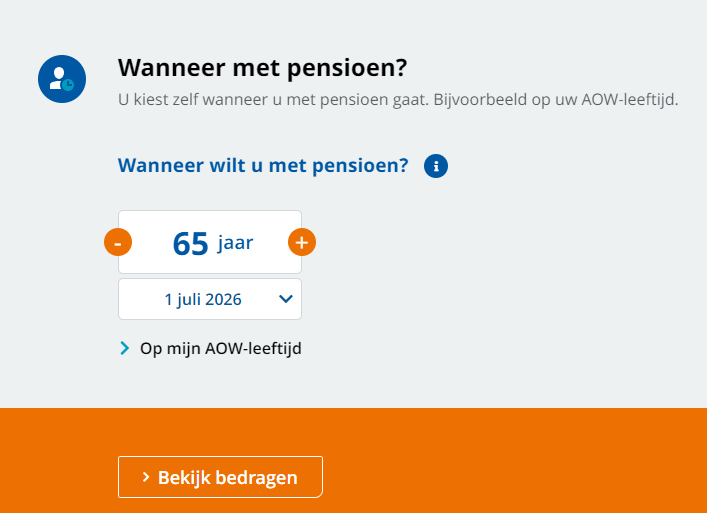 Wanneer met pensioen?
U kiest zelf wanneer u met pensioen gaat. Bijvoorbeeld op uw AOW-leeftijd.
Wanneer wilt u met pensioen? i
- 65 jaar +
1 juli 2026
Op mijn AOW-leeftijd
Bekijk bedragen